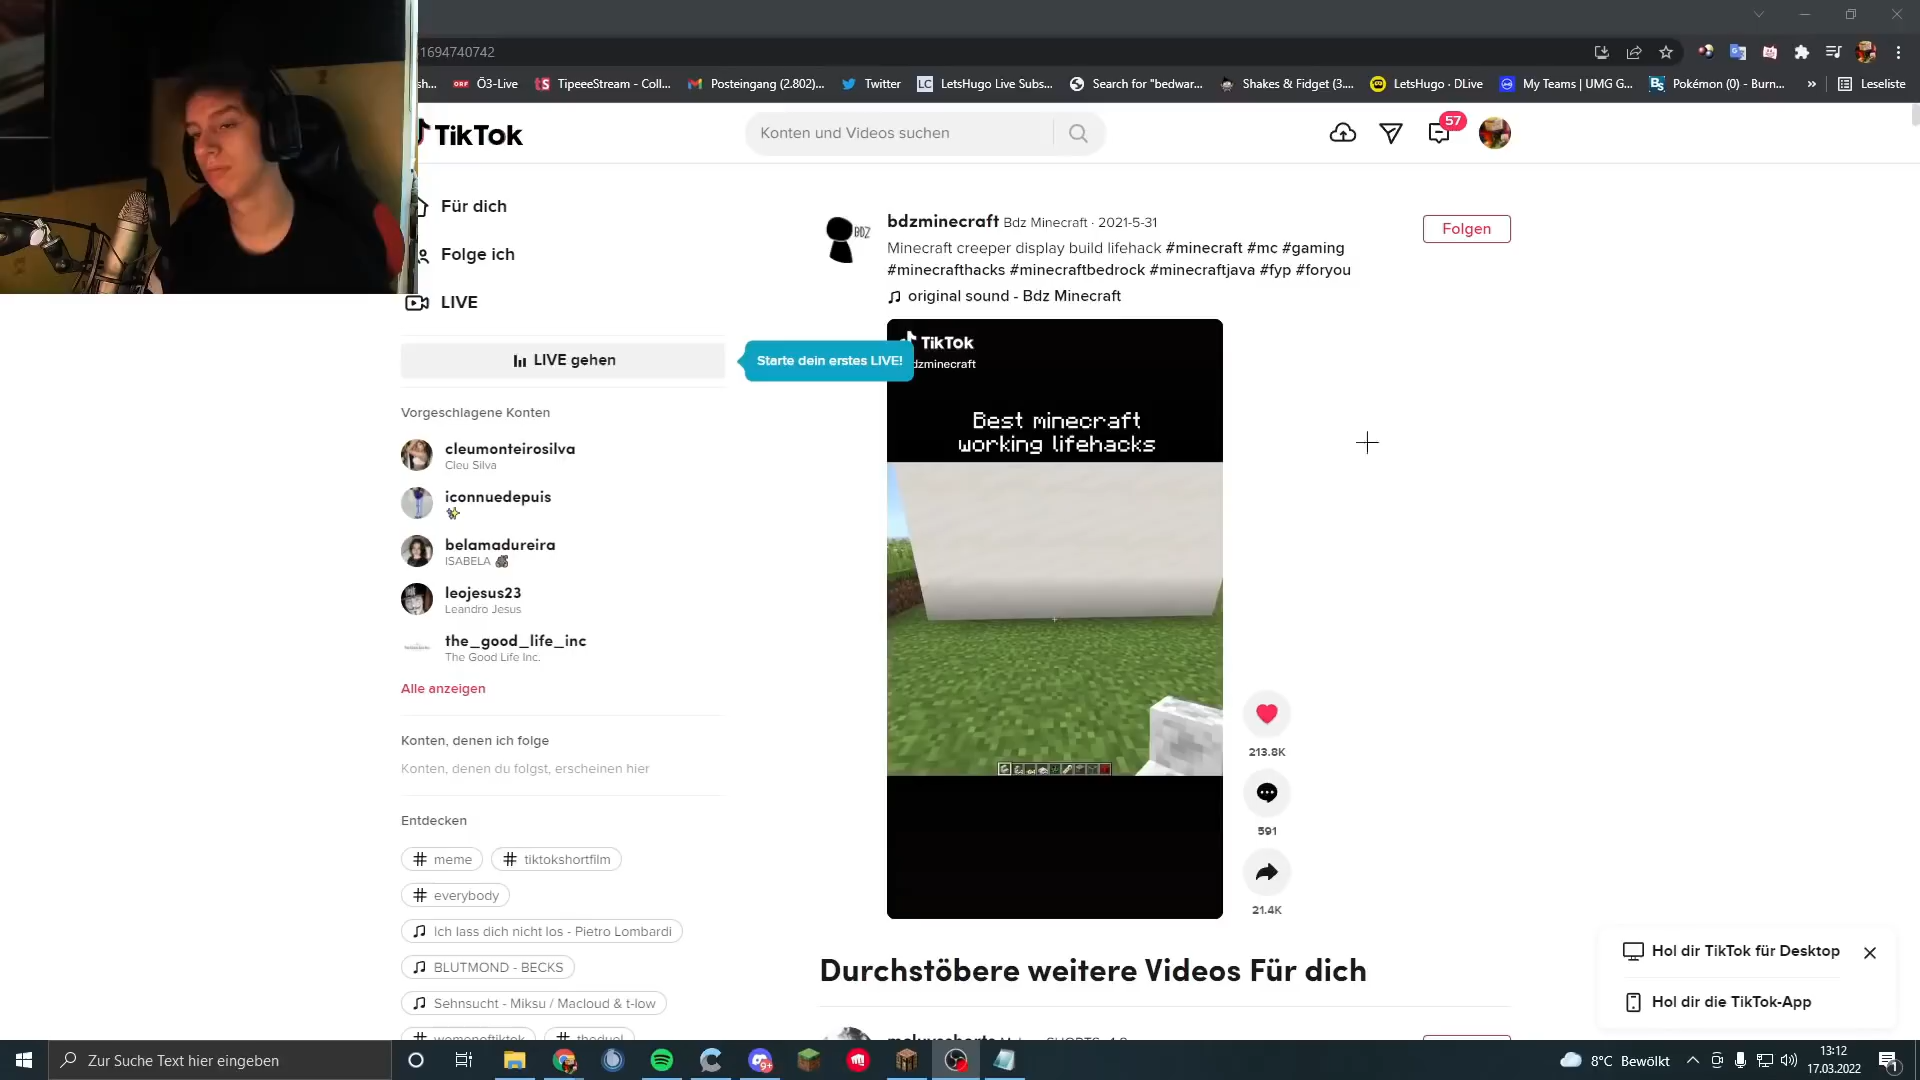 1694740742
sh...
Ö3-Live
TipeeeStream - Coll...
Posteingang (2.802)...
Twitter
LetsHugo Live Subs...
Search for "bedwar...
Shakes & Fidget (3....
LetsHugo · DLive
My Teams | UMG G...
Pokémon (0) - Burn...
»
Leseliste
TikTok
Konten und Videos suchen
57
Für dich
Folge ich
LIVE
LIVE gehen
Starte dein erstes LIVE!
Vorgeschlagene Konten
cleumonteirosilva
Cleu Silva
iconnuedepuis
belamadureira
ISABELA
leojesus23
Leandro Jesus
the_good_life_inc
The Good Life Inc.
Alle anzeigen
Konten, denen ich folge
Konten, denen du folgst, erscheinen hier
Entdecken
# meme
# tiktokshortfilm
# everybody
Ich lass dich nicht los - Pietro Lombardi
BLUTMOND - BECKS
Sehnsucht - Miksu / Macloud & t-low
bdzminecraft Bdz Minecraft · 2021-5-31
Folgen
Minecraft creeper display build lifehack #minecraft #mc #gaming
#minecrafthacks #minecraftbedrock #minecraftjava #fyp #foryou
original sound - Bdz Minecraft
TikTok
dzminecraft
Best minecraft
working lifehacks
213.8K
591
21.4K
Durchstöbere weitere Videos Für dich
Hol dir TikTok für Desktop
Hol dir die TikTok-App
Zur Suche Text hier eingeben
9+
8°C Bewölkt
13:12
17.03.2022
1